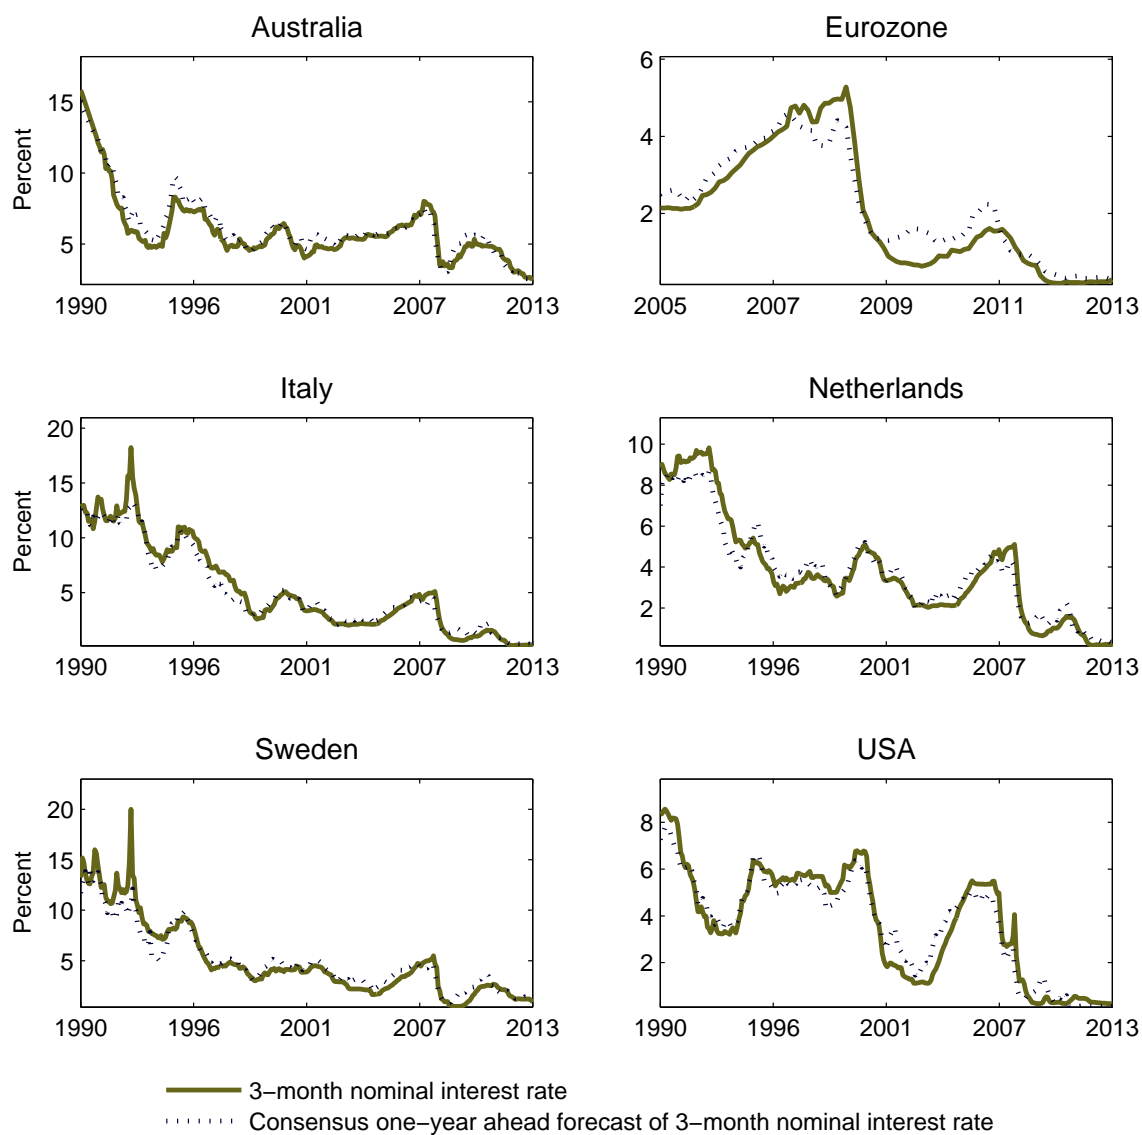 Australia
Eurozone
Percent
15
10
5
1990 1996 2001 2007 2013
6
4
2
2005 2007 2009 2011 2013
Italy
Netherlands
Percent
20
15
10
5
1990 1996 2001 2007 2013
10
8
6
4
2
1990 1996 2001 2007 2013
Sweden
USA
Percent
20
15
10
5
1990 1996 2001 2007 2013
8
6
4
2
1990 1996 2001 2007 2013
3−month nominal interest rate
Consensus one−year ahead forecast of 3−month nominal interest rate